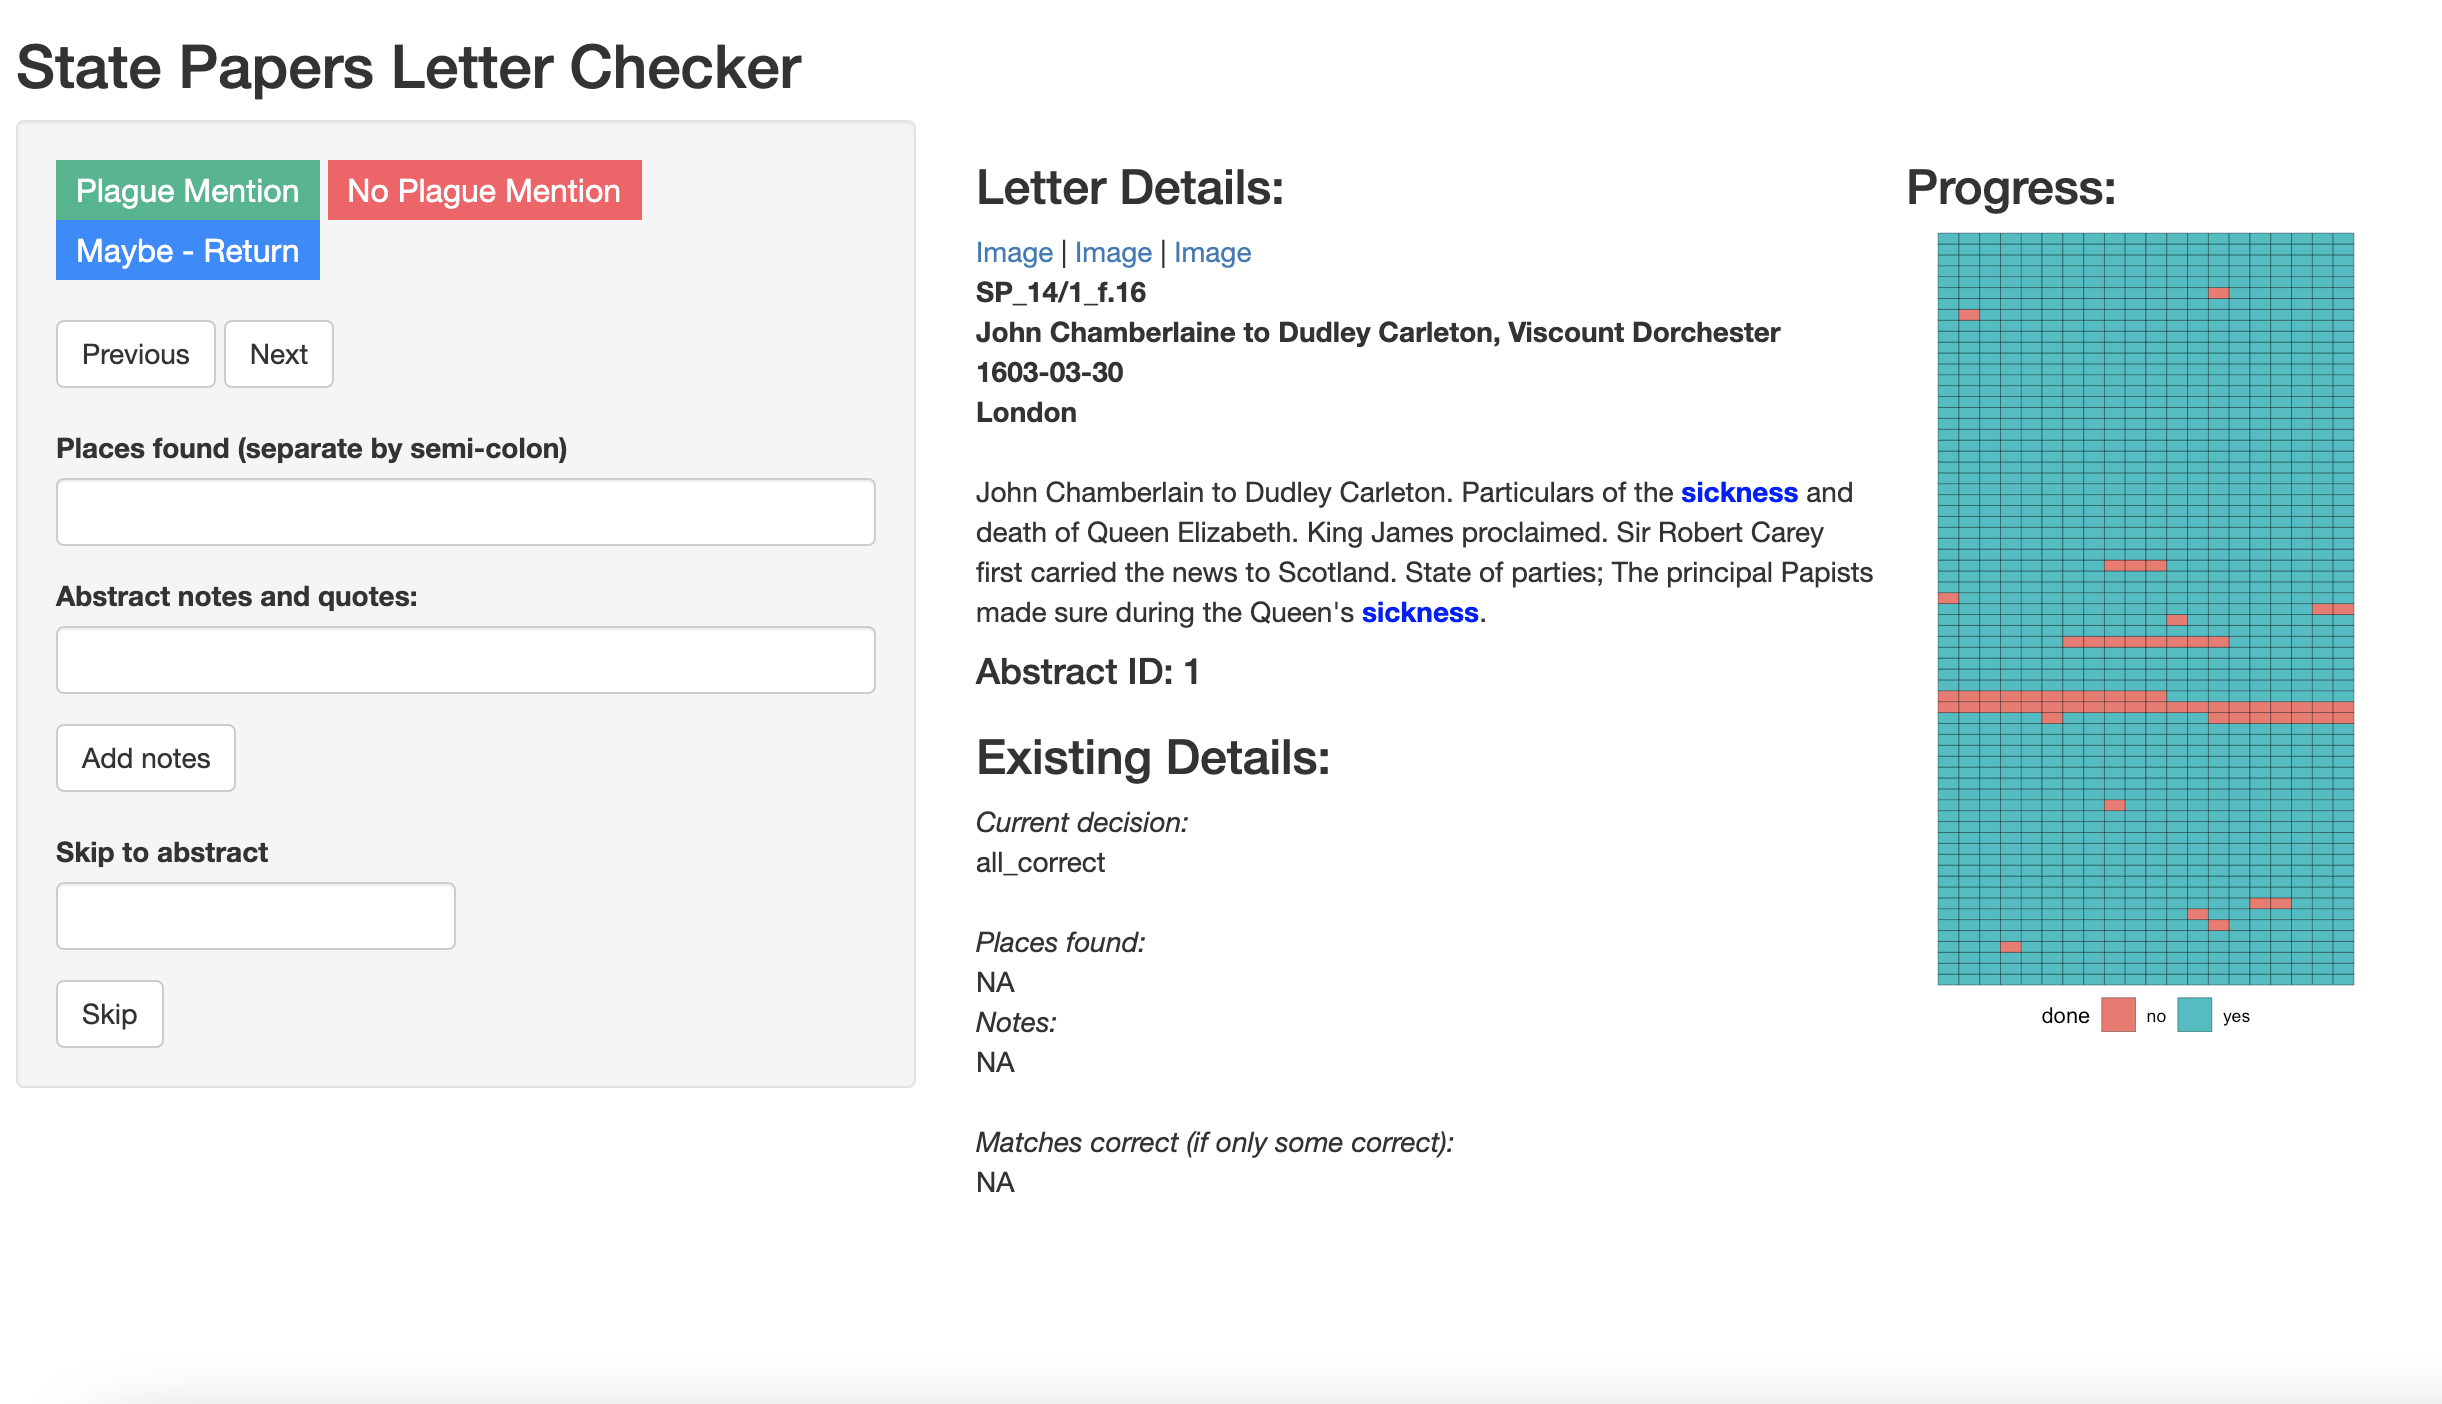 State Papers Letter Checker
Plague Mention No Plague Mention
Maybe - Return
Previous Next
Places found (separate by semi-colon)
Abstract notes and quotes:
Add notes
Skip to abstract
Skip
Letter Details:
Image | Image | Image
SP_14/1_f.16
John Chamberlaine to Dudley Carleton, Viscount Dorchester
1603-03-30
London
John Chamberlain to Dudley Carleton. Particulars of the sickness and
death of Queen Elizabeth. King James proclaimed. Sir Robert Carey
first carried the news to Scotland. State of parties; The principal Papists
made sure during the Queen's sickness.
Abstract ID: 1
Existing Details:
Current decision:
all_correct
Places found:
NA
Notes:
NA
Matches correct (if only some correct):
NA
Progress:
done no yes